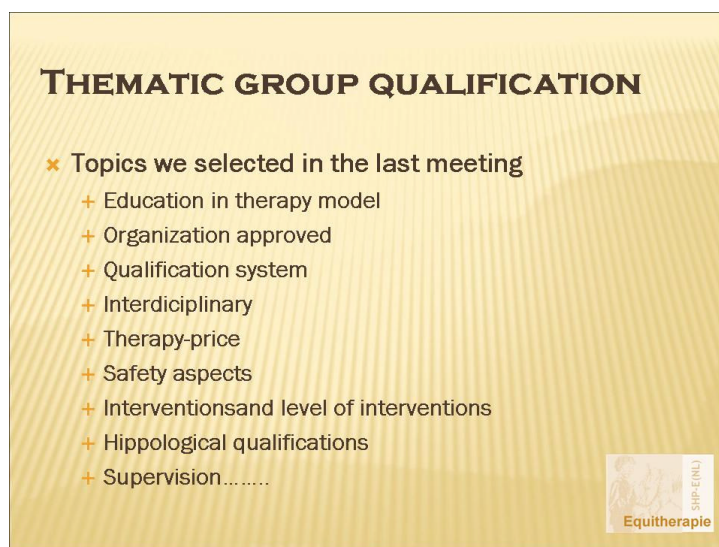 THEMATIC GROUP QUALIFICATION
Topics we selected in the last meeting
Education in therapy model
Organization approved
Qualification system
Interdiciplinary
Therapy-price
Safety aspects
Interventionsand level of interventions
Hippological qualifications
Supervision........
SHP-E(NL)
Equitherapie